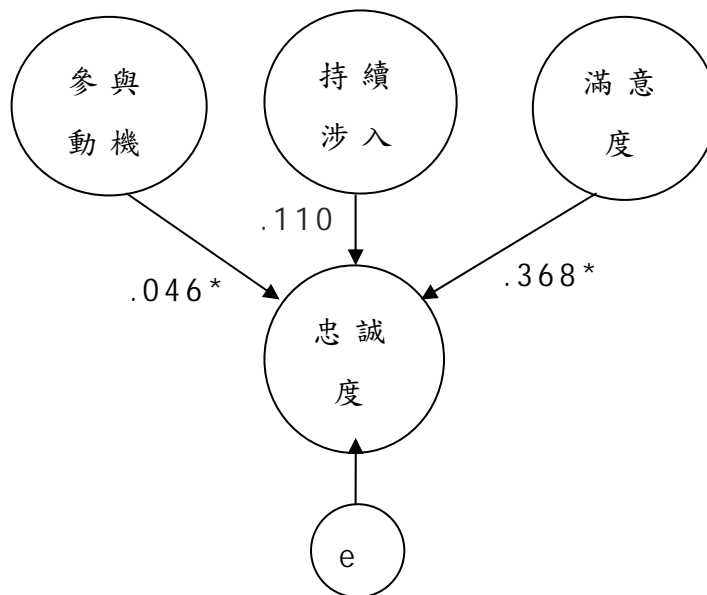 參與
動機
持續
涉入
滿意
度
.110
.046*
.368*
忠誠
度
e